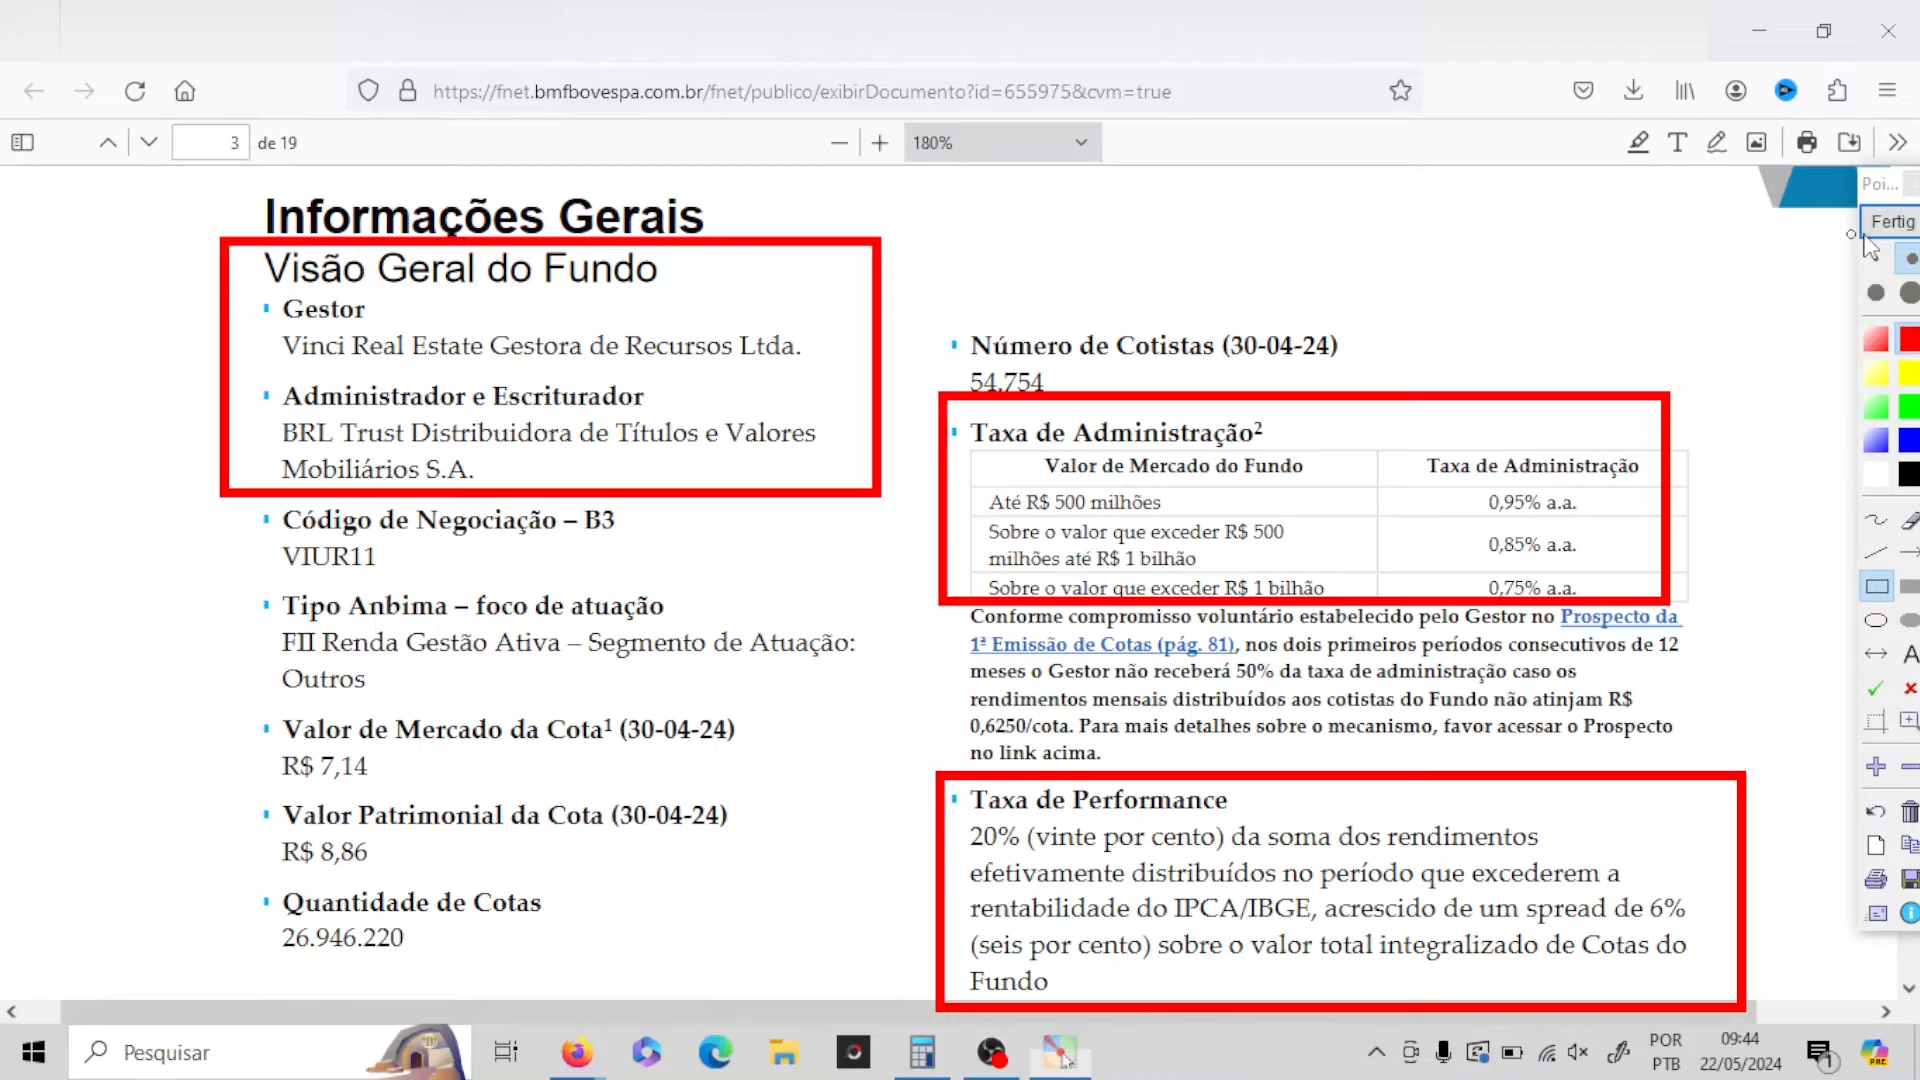 https://fnet.bmfbovespa.com.br/fnet/publico/exibirDocumento?id=655975&cvm=true
3 de 19
180%
Poi...
Fertig
Informações Gerais
Visão Geral do Fundo
Gestor
Vinci Real Estate Gestora de Recursos Ltda.
Administrador e Escriturador
BRL Trust Distribuidora de Títulos e Valores
Mobiliários S.A.
Código de Negociação – B3
VIUR11
Tipo Anbima – foco de atuação
FII Renda Gestão Ativa – Segmento de Atuação:
Outros
Valor de Mercado da Cota¹ (30-04-24)
R$ 7,14
Valor Patrimonial da Cota (30-04-24)
R$ 8,86
Quantidade de Cotas
26.946.220
Número de Cotistas (30-04-24)
54.754
Taxa de Administração²
Valor de Mercado do Fundo Taxa de Administração
Até R$ 500 milhões 0,95% a.a.
Sobre o valor que exceder R$ 500
milhões até R$ 1 bilhão 0,85% a.a.
Sobre o valor que exceder R$ 1 bilhão 0,75% a.a.
Conforme compromisso voluntário estabelecido pelo Gestor no Prospecto da
1ª Emissão de Cotas (pág. 81), nos dois primeiros períodos consecutivos de 12
meses o Gestor não receberá 50% da taxa de administração caso os
rendimentos mensais distribuídos aos cotistas do Fundo não atinjam R$
0,6250/cota. Para mais detalhes sobre o mecanismo, favor acessar o Prospecto
no link acima.
Taxa de Performance
20% (vinte por cento) da soma dos rendimentos
efetivamente distribuídos no período que excederem a
rentabilidade do IPCA/IBGE, acrescido de um spread de 6%
(seis por cento) sobre o valor total integralizado de Cotas do
Fundo
Pesquisar
POR
PTB
09:44
22/05/2024
1
PRE